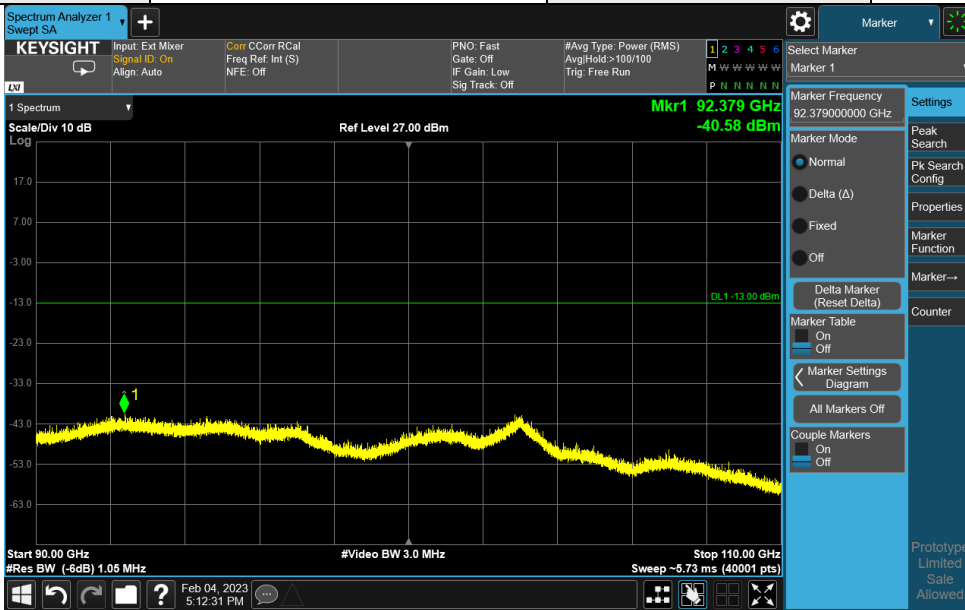 Spectrum Analyzer 1
Swept SA
Marker
KEYSIGHT
LXI
Input: Ext Mixer
Signal ID: On
Align: Auto
Corr CCorr RCal
Freq Ref: Int (S)
NFE: Off
PNO: Fast
Gate: Off
IF Gain: Low
Sig Track: Off
#Avg Type: Power (RMS)
Avg|Hold:>100/100
Trig: Free Run
1 2 3 4 5 6
M W W W W W
P N N N N N
Select Marker
Marker 1
1 Spectrum
Scale/Div 10 dB
Log
Ref Level 27.00 dBm
Mkr1 92.379 GHz
-40.58 dBm
17.0
7.00
-3.00
-13.0
-23.0
-33.0
-43.0
-53.0
-63.0
DL1 -13.00 dBm
1
Start 90.00 GHz
#Res BW (-6dB) 1.05 MHz
#Video BW 3.0 MHz
Stop 110.00 GHz
Sweep ~5.73 ms (40001 pts)
Marker Frequency
92.379000000 GHz
Marker Mode
Normal
Delta (Δ)
Fixed
Off
Delta Marker
(Reset Delta)
Marker Table
On
Off
Marker Settings
Diagram
All Markers Off
Couple Markers
On
Off
Settings
Peak
Search
Pk Search
Config
Properties
Marker
Function
Marker→
Counter
Prototype
Limited
Sale
Allowed
Feb 04, 2023
5:12:31 PM